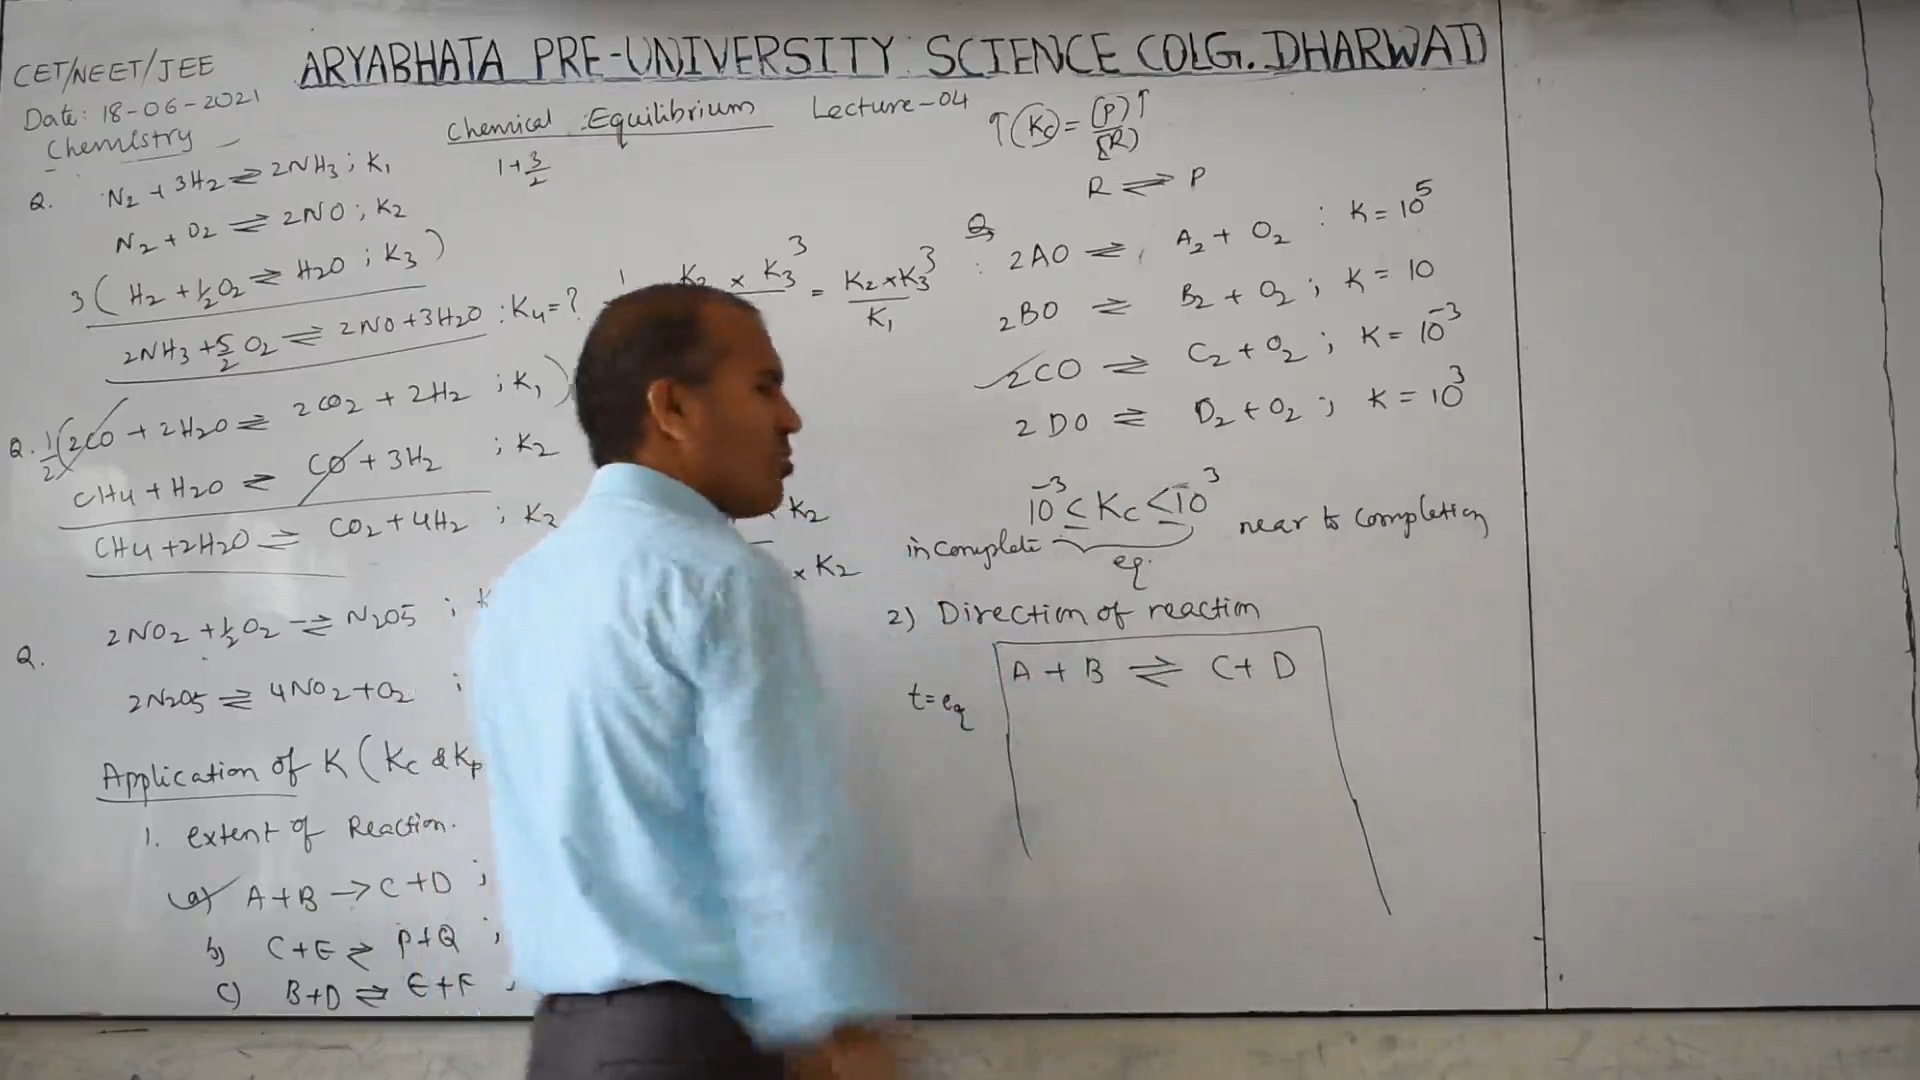 CET/NEET/JEE
ARYABHATA PRE-UNIVERSITY SCIENCE COLG. DHARWAD
Date: 18-06-2021
Chemistry
Chemical Equilibrium Lecture-04
1+3/2
↑(Kc) = [P]↑/[R]
R ⇌ P
Q. N2 + 3H2 ⇌ 2NH3 ; K1
N2 + O2 ⇌ 2NO ; K2
3(H2 + 1/2 O2 ⇌ H2O ; K3)
2NH3 + 5/2 O2 ⇌ 2NO + 3H2O : K4 = ?
K2 × K3^3 = K2×K3^3/K1
Q. 1/2(2CO + 2H2O ⇌ 2CO2 + 2H2 ; K1)
CH4 + H2O ⇌ CO + 3H2 ; K2
CH4 + 2H2O ⇌ CO2 + 4H2 ; K3
K2
× K2
Q. 2NO2 + 1/2 O2 ⇌ N2O5 ; K
2N2O5 ⇌ 4NO2 + O2 ;
Application of K (Kc & Kp
1. extent of Reaction.
a) A+B → C+D ;
b) C+E ⇌ P+Q ;
c) B+D ⇌ E+F ,
Q
2AO ⇌ A2 + O2 : K = 10^5
2BO ⇌ B2 + O2 ; K = 10
2CO ⇌ C2 + O2 ; K = 10^-3
2DO ⇌ D2 + O2 ; K = 10^3
10^-3 ≤ Kc ≤ 10^3
incomplete eq. near to completion
2) Direction of reaction
A + B ⇌ C + D
t=eq